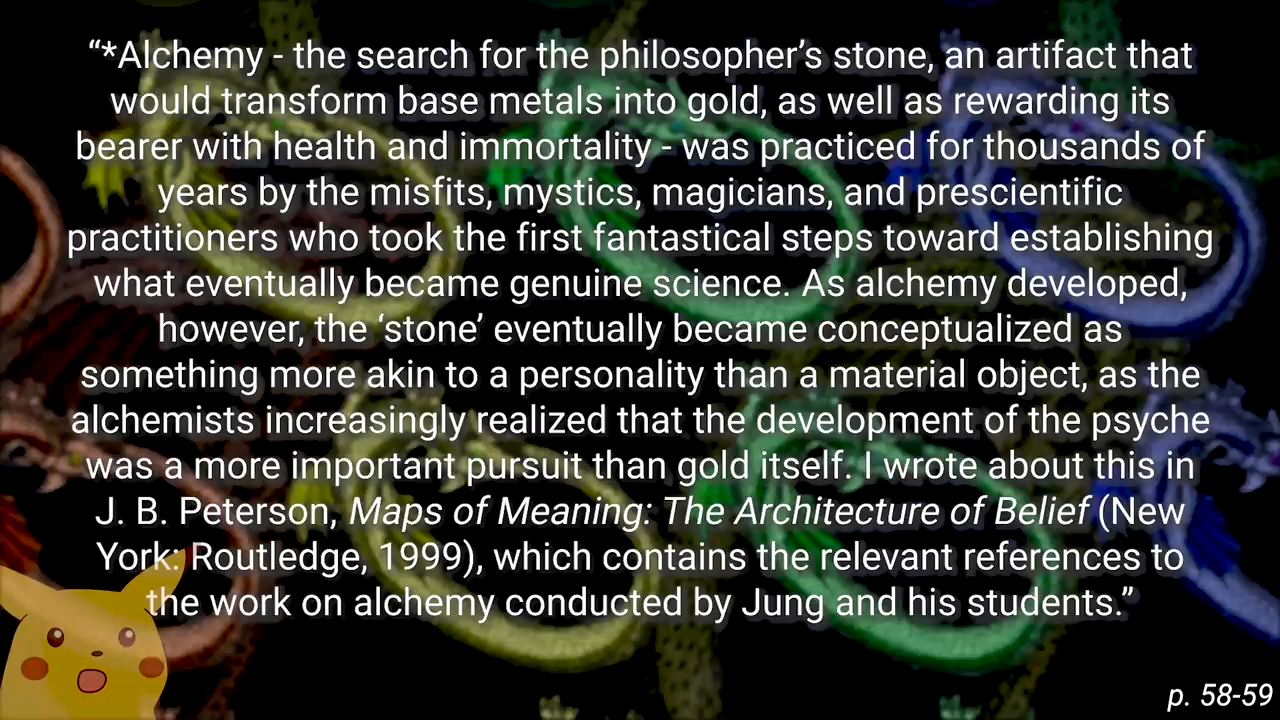 “*Alchemy - the search for the philosopher’s stone, an artifact that
would transform base metals into gold, as well as rewarding its
bearer with health and immortality - was practiced for thousands of
years by the misfits, mystics, magicians, and prescientific
practitioners who took the first fantastical steps toward establishing
what eventually became genuine science. As alchemy developed,
however, the ‘stone’ eventually became conceptualized as
something more akin to a personality than a material object, as the
alchemists increasingly realized that the development of the psyche
was a more important pursuit than gold itself. I wrote about this in
J. B. Peterson, Maps of Meaning: The Architecture of Belief (New
York: Routledge, 1999), which contains the relevant references to
the work on alchemy conducted by Jung and his students.”
p. 58-59